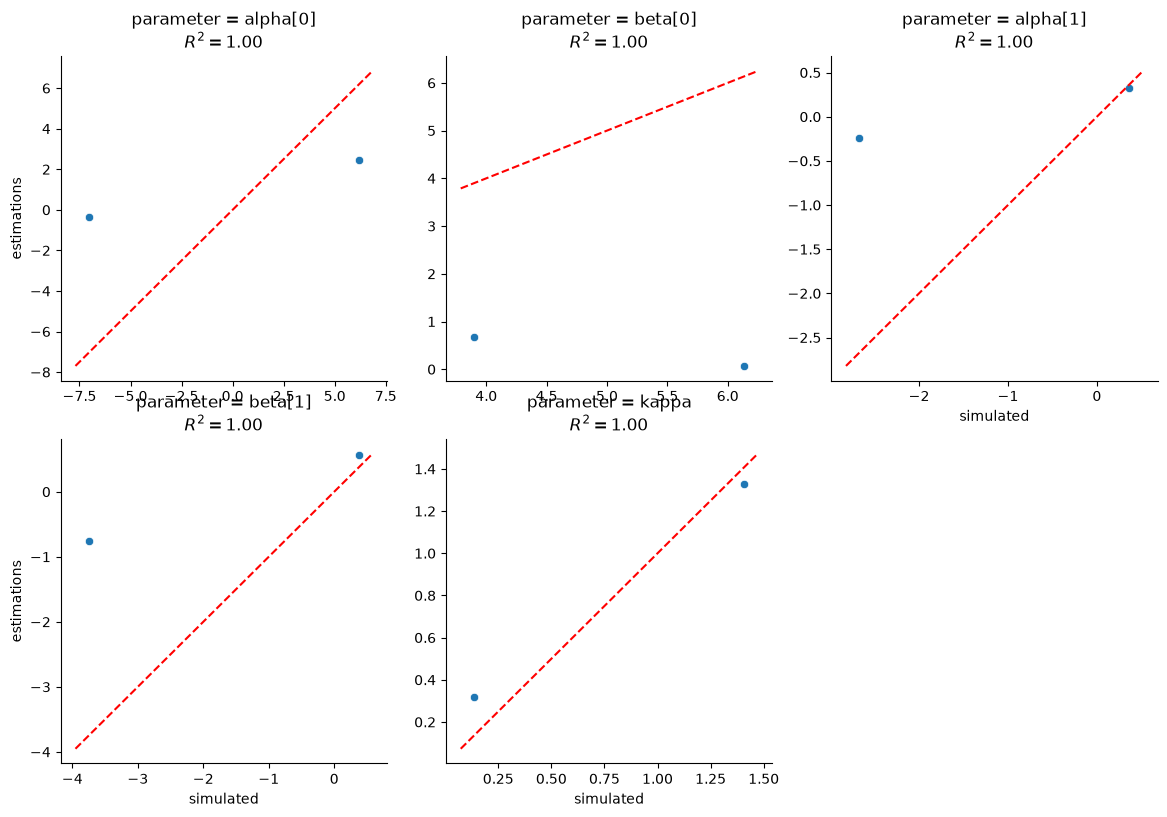 parameter = alpha[0]
R² = 1.00
parameter = beta[0]
R² = 1.00
parameter = alpha[1]
R² = 1.00
estimations
6
4
2
0
−2
−4
−6
−8
−7.5 −5.0 −2.5 0.0 2.5 5.0 7.5
6
5
4
3
2
1
0
4.0 4.5 5.0 5.5 6.0
0.5
0.0
−0.5
−1.0
−1.5
−2.0
−2.5
−2 −1 0
simulated
parameter = beta[1]
R² = 1.00
parameter = kappa
R² = 1.00
estimations
0
−1
−2
−3
−4
−4 −3 −2 −1 0
simulated
1.4
1.2
1.0
0.8
0.6
0.4
0.2
0.25 0.50 0.75 1.00 1.25 1.50
simulated